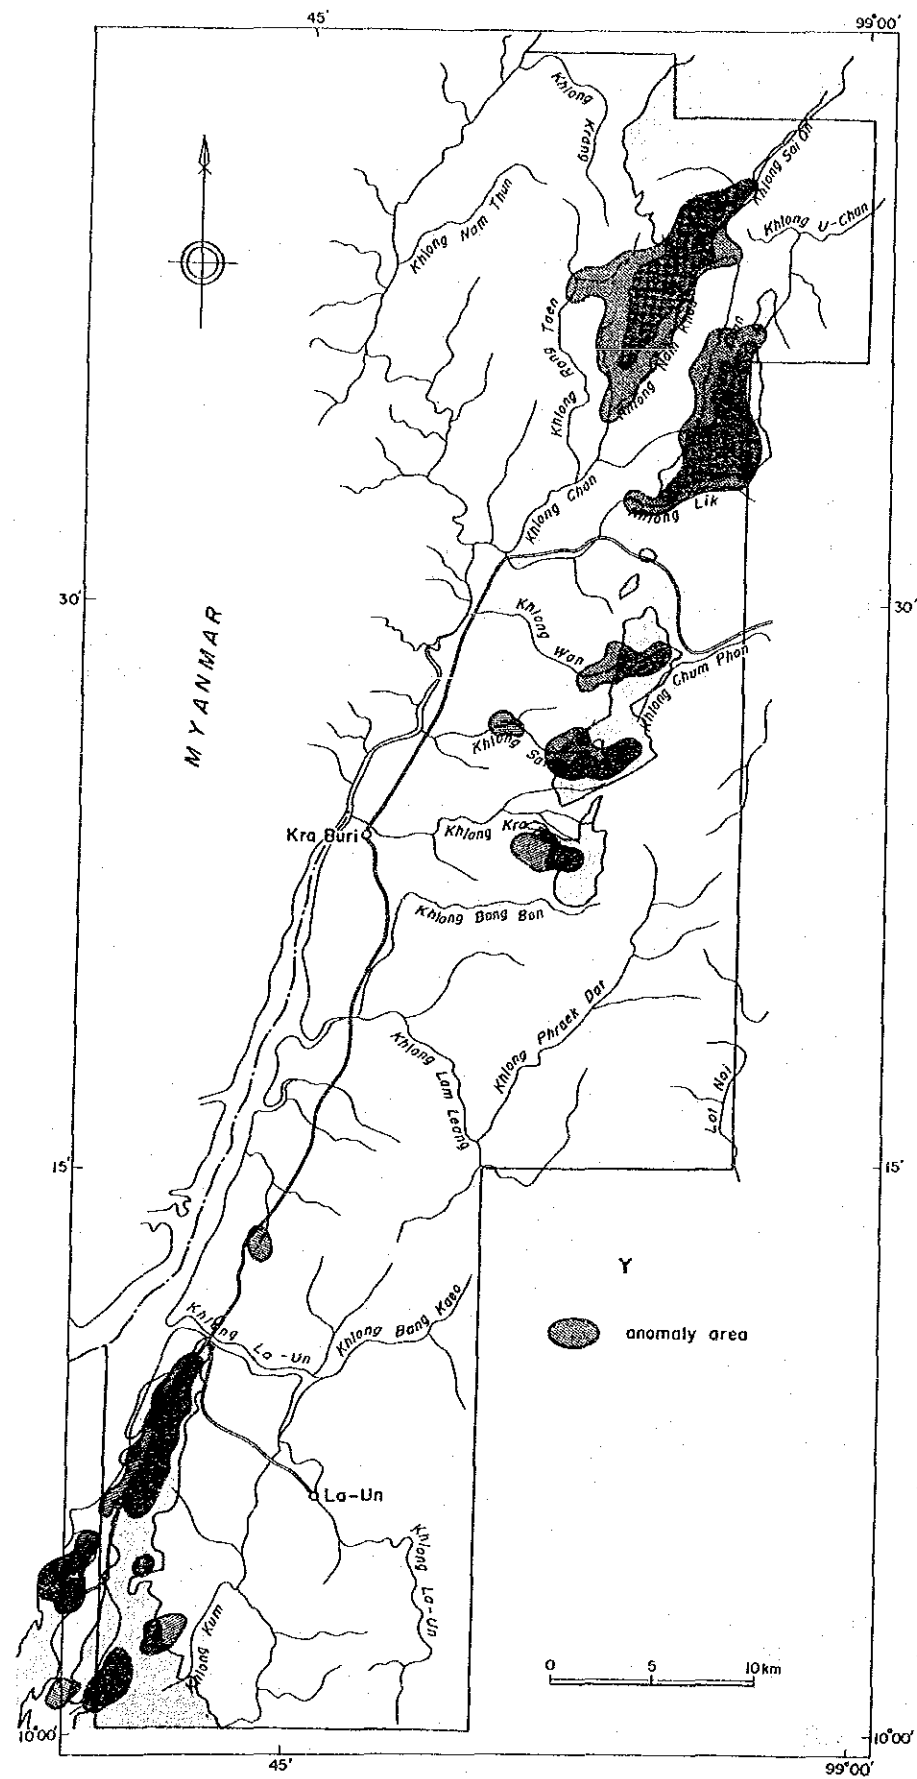 45'
99°00'
Khlong Krang
Khlong Sai On
Khlong U-Chan
Khlong Nam Thun
Khlong Rang Taen
Khlong Nam Khao
Khlong Chan
Khlong Lik
30'
30'
Khlong Wan
MYANMAR
Khlong Chum Phon
Khlong
Kra Buri
Khlong Kra
Khlong Bang Bon
Khlong Phraek Dat
Khlong Lam Leang
Lat Noi
15'
15'
Y
Khlong La-Un
Khlong Bang Kaeo
anomaly area
La-Un
Khlong La-Un
Khlong Kum
0 5 10km
10°00'
10°00'
45'
99°00'